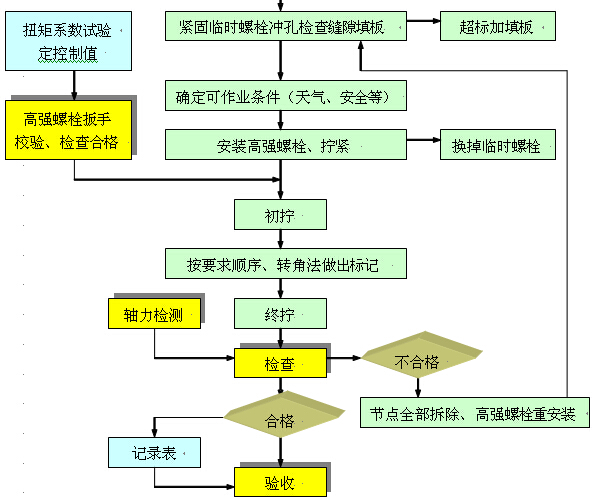 扭矩系数试验
定控制值
紧固临时螺栓冲孔检查缝隙填板
超标加填板
确定可作业条件（天气、安全等）
高强螺栓扳手
校验、检查合格
安装高强螺栓、拧紧
换掉临时螺栓
初拧
按要求顺序、转角法做出标记
轴力检测
终拧
检查
不合格
节点全部拆除、高强螺栓重安装
合格
记录表
验收